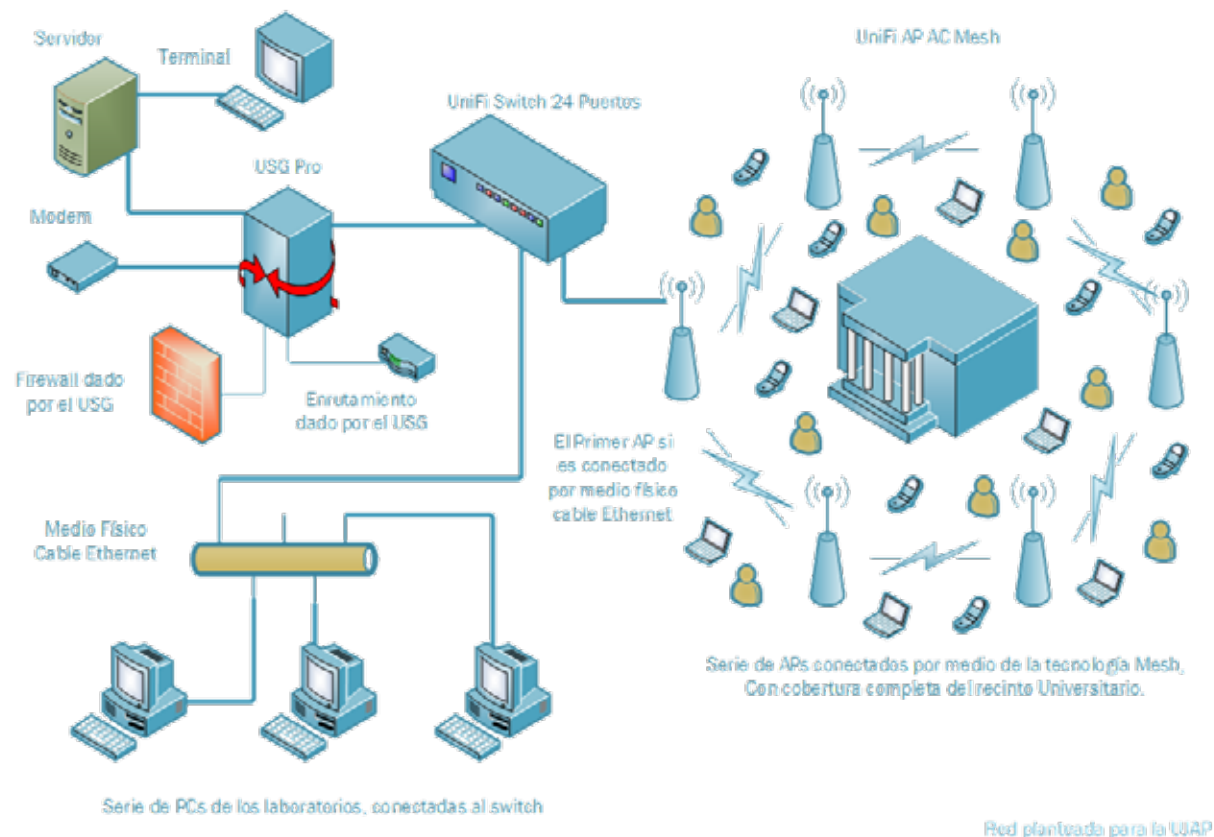 Servidor
Terminal
UniFi Switch 24 Puertos
UniFi AP AC Mesh
USG Pro
Modem
Firewall dado
por el USG
Enrutamiento
dado por el USG
El Primer AP si
es conectado
por medio físico
cable Ethernet
Medio Físico
Cable Ethernet
Serie de APs conectados por medio de la tecnología Mesh,
Con cobertura completa del recinto Universitario.
Serie de PCs de los laboratorios, conectadas al switch
Red planteada para la